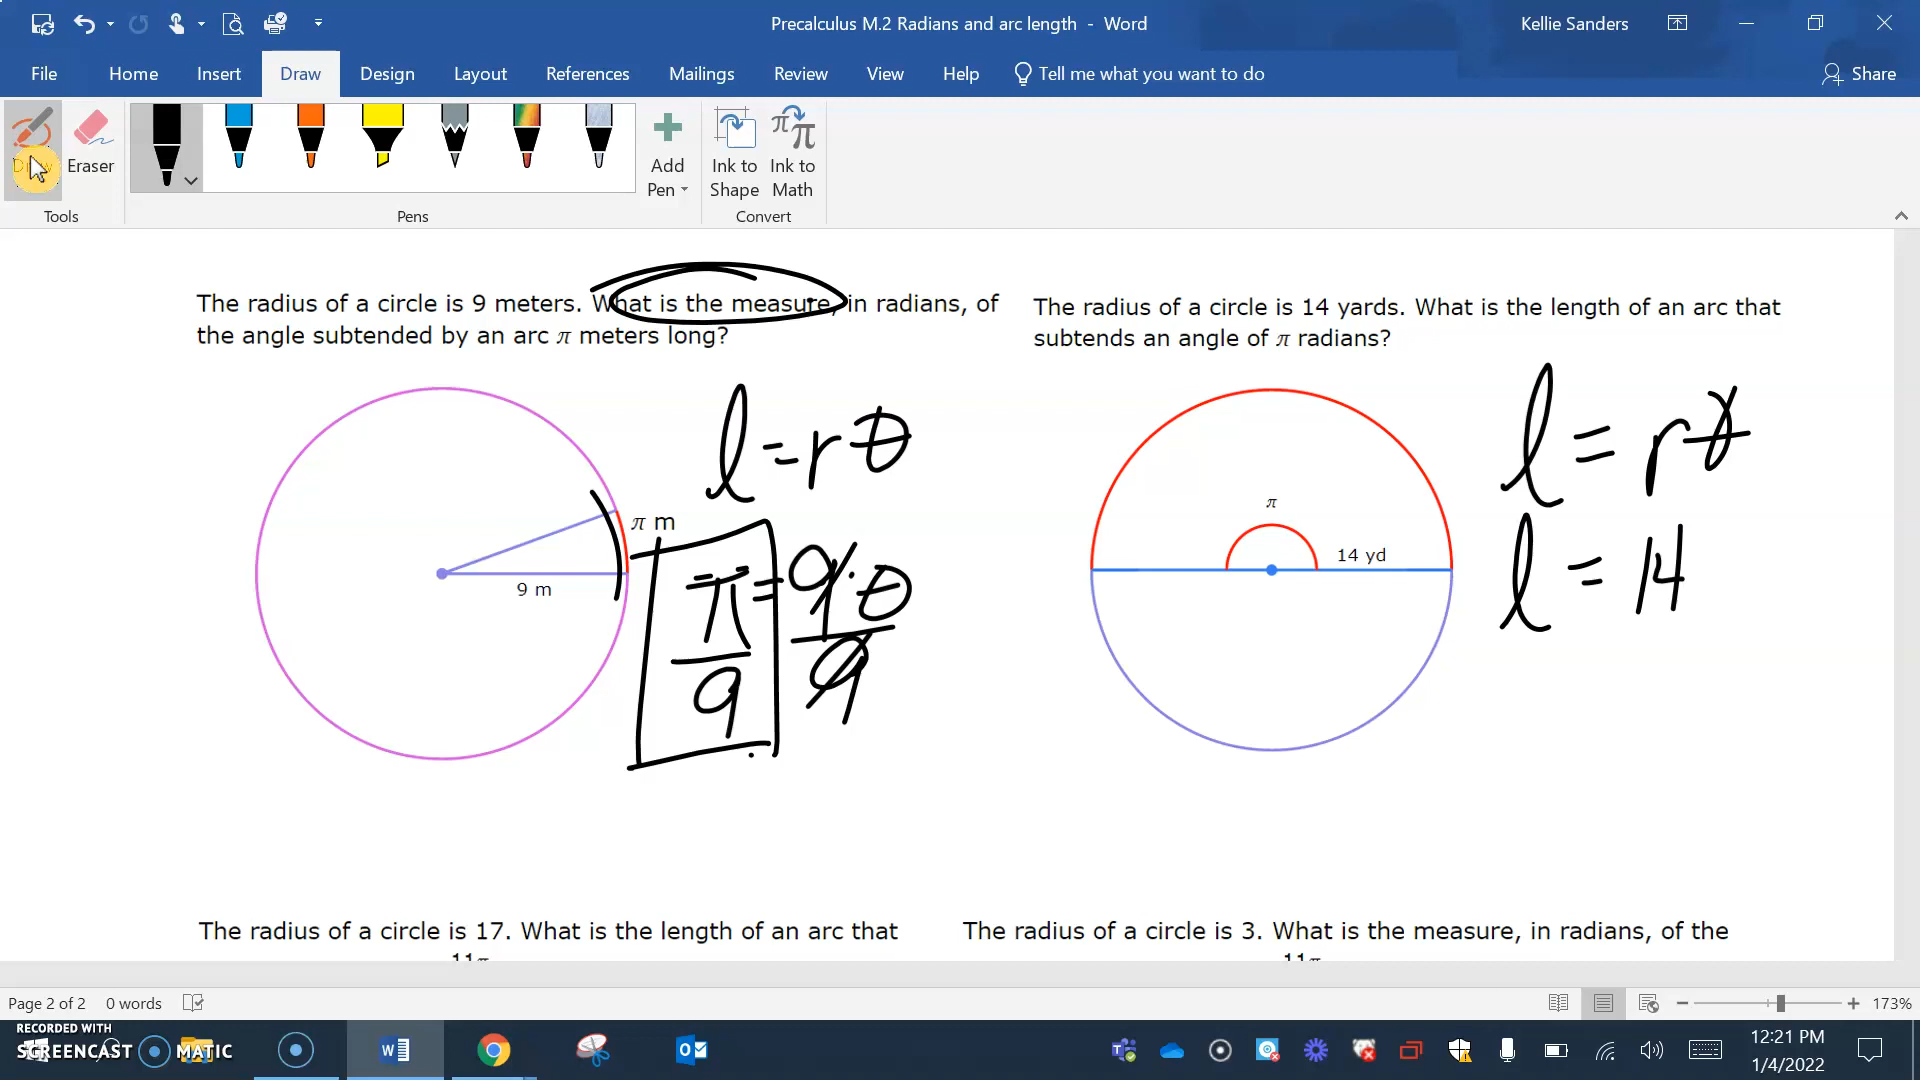 Precalculus M.2 Radians and arc length - Word
Kellie Sanders
File Home Insert Draw Design Layout References Mailings Review View Help Tell me what you want to do Share
Draw Eraser
Add Pen
Ink to Shape
Ink to Math
Tools Pens Convert
The radius of a circle is 9 meters. What is the measure, in radians, of
the angle subtended by an arc π meters long?
l = rθ
π m
9 m
π/9 = 9·θ/9
The radius of a circle is 14 yards. What is the length of an arc that
subtends an angle of π radians?
l = rθ
π
14 yd
l = 14
The radius of a circle is 17. What is the length of an arc that
11π
The radius of a circle is 3. What is the measure, in radians, of the
11π
Page 2 of 2 0 words
173%
RECORDED WITH
SCREENCAST MATIC
12:21 PM
1/4/2022